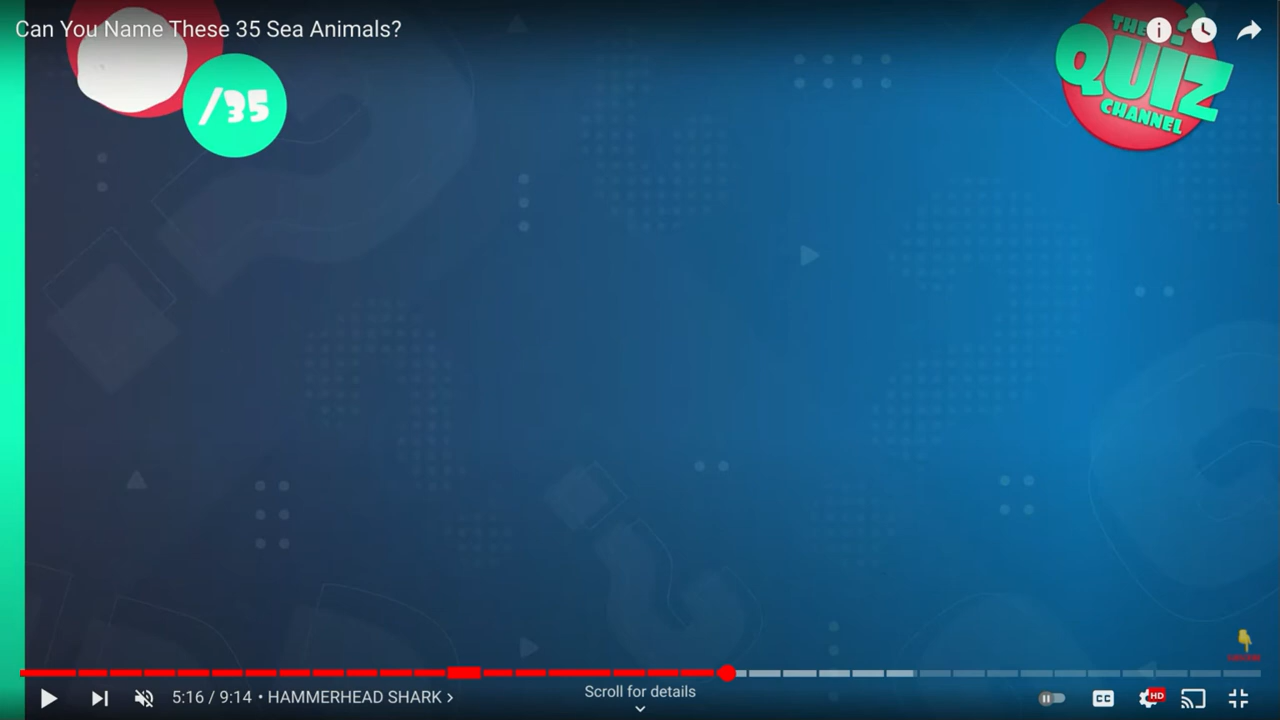 Can You Name These 35 Sea Animals?
/35
THE
QUIZ
CHANNEL
5:16 / 9:14 • HAMMERHEAD SHARK ›
Scroll for details
CC
HD